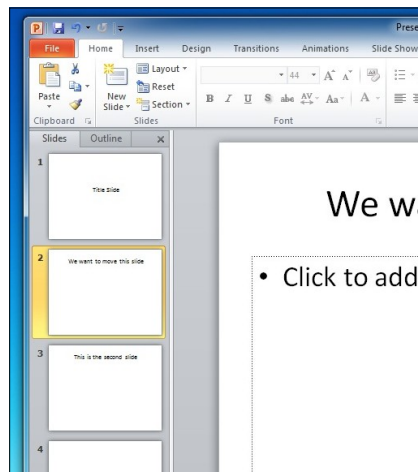 P
Prese
File Home Insert Design Transitions Animations Slide Show
Layout
Reset
Section
Paste
New
Slide
44 A A
B I U S abc AV Aa A
Clipboard Slides Font
Slides Outline x
1
Title Slide
We wa
2
We want to move this slide
• Click to add
3
This is the second slide
4